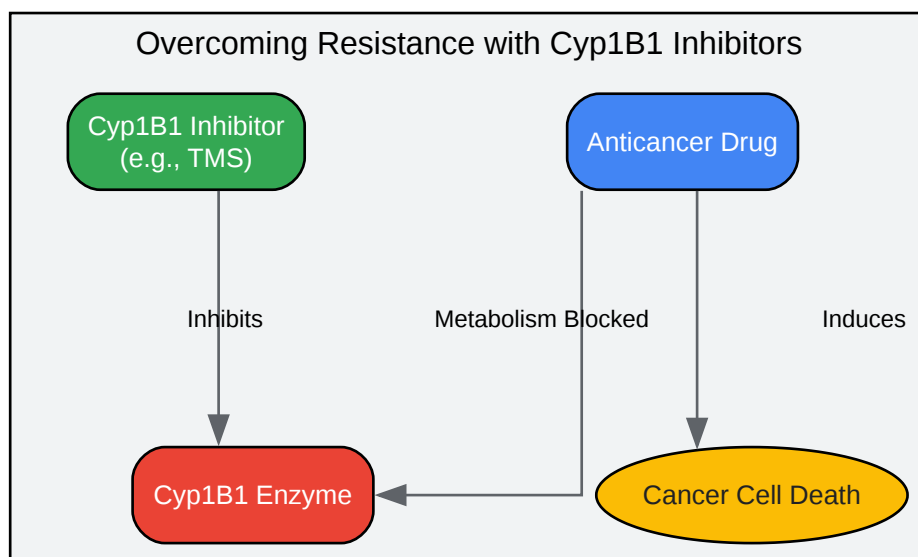 Overcoming Resistance with Cyp1B1 Inhibitors
Cyp1B1 Inhibitor
(e.g., TMS)
Anticancer Drug
Inhibits
Metabolism Blocked
Induces
Cyp1B1 Enzyme
Cancer Cell Death